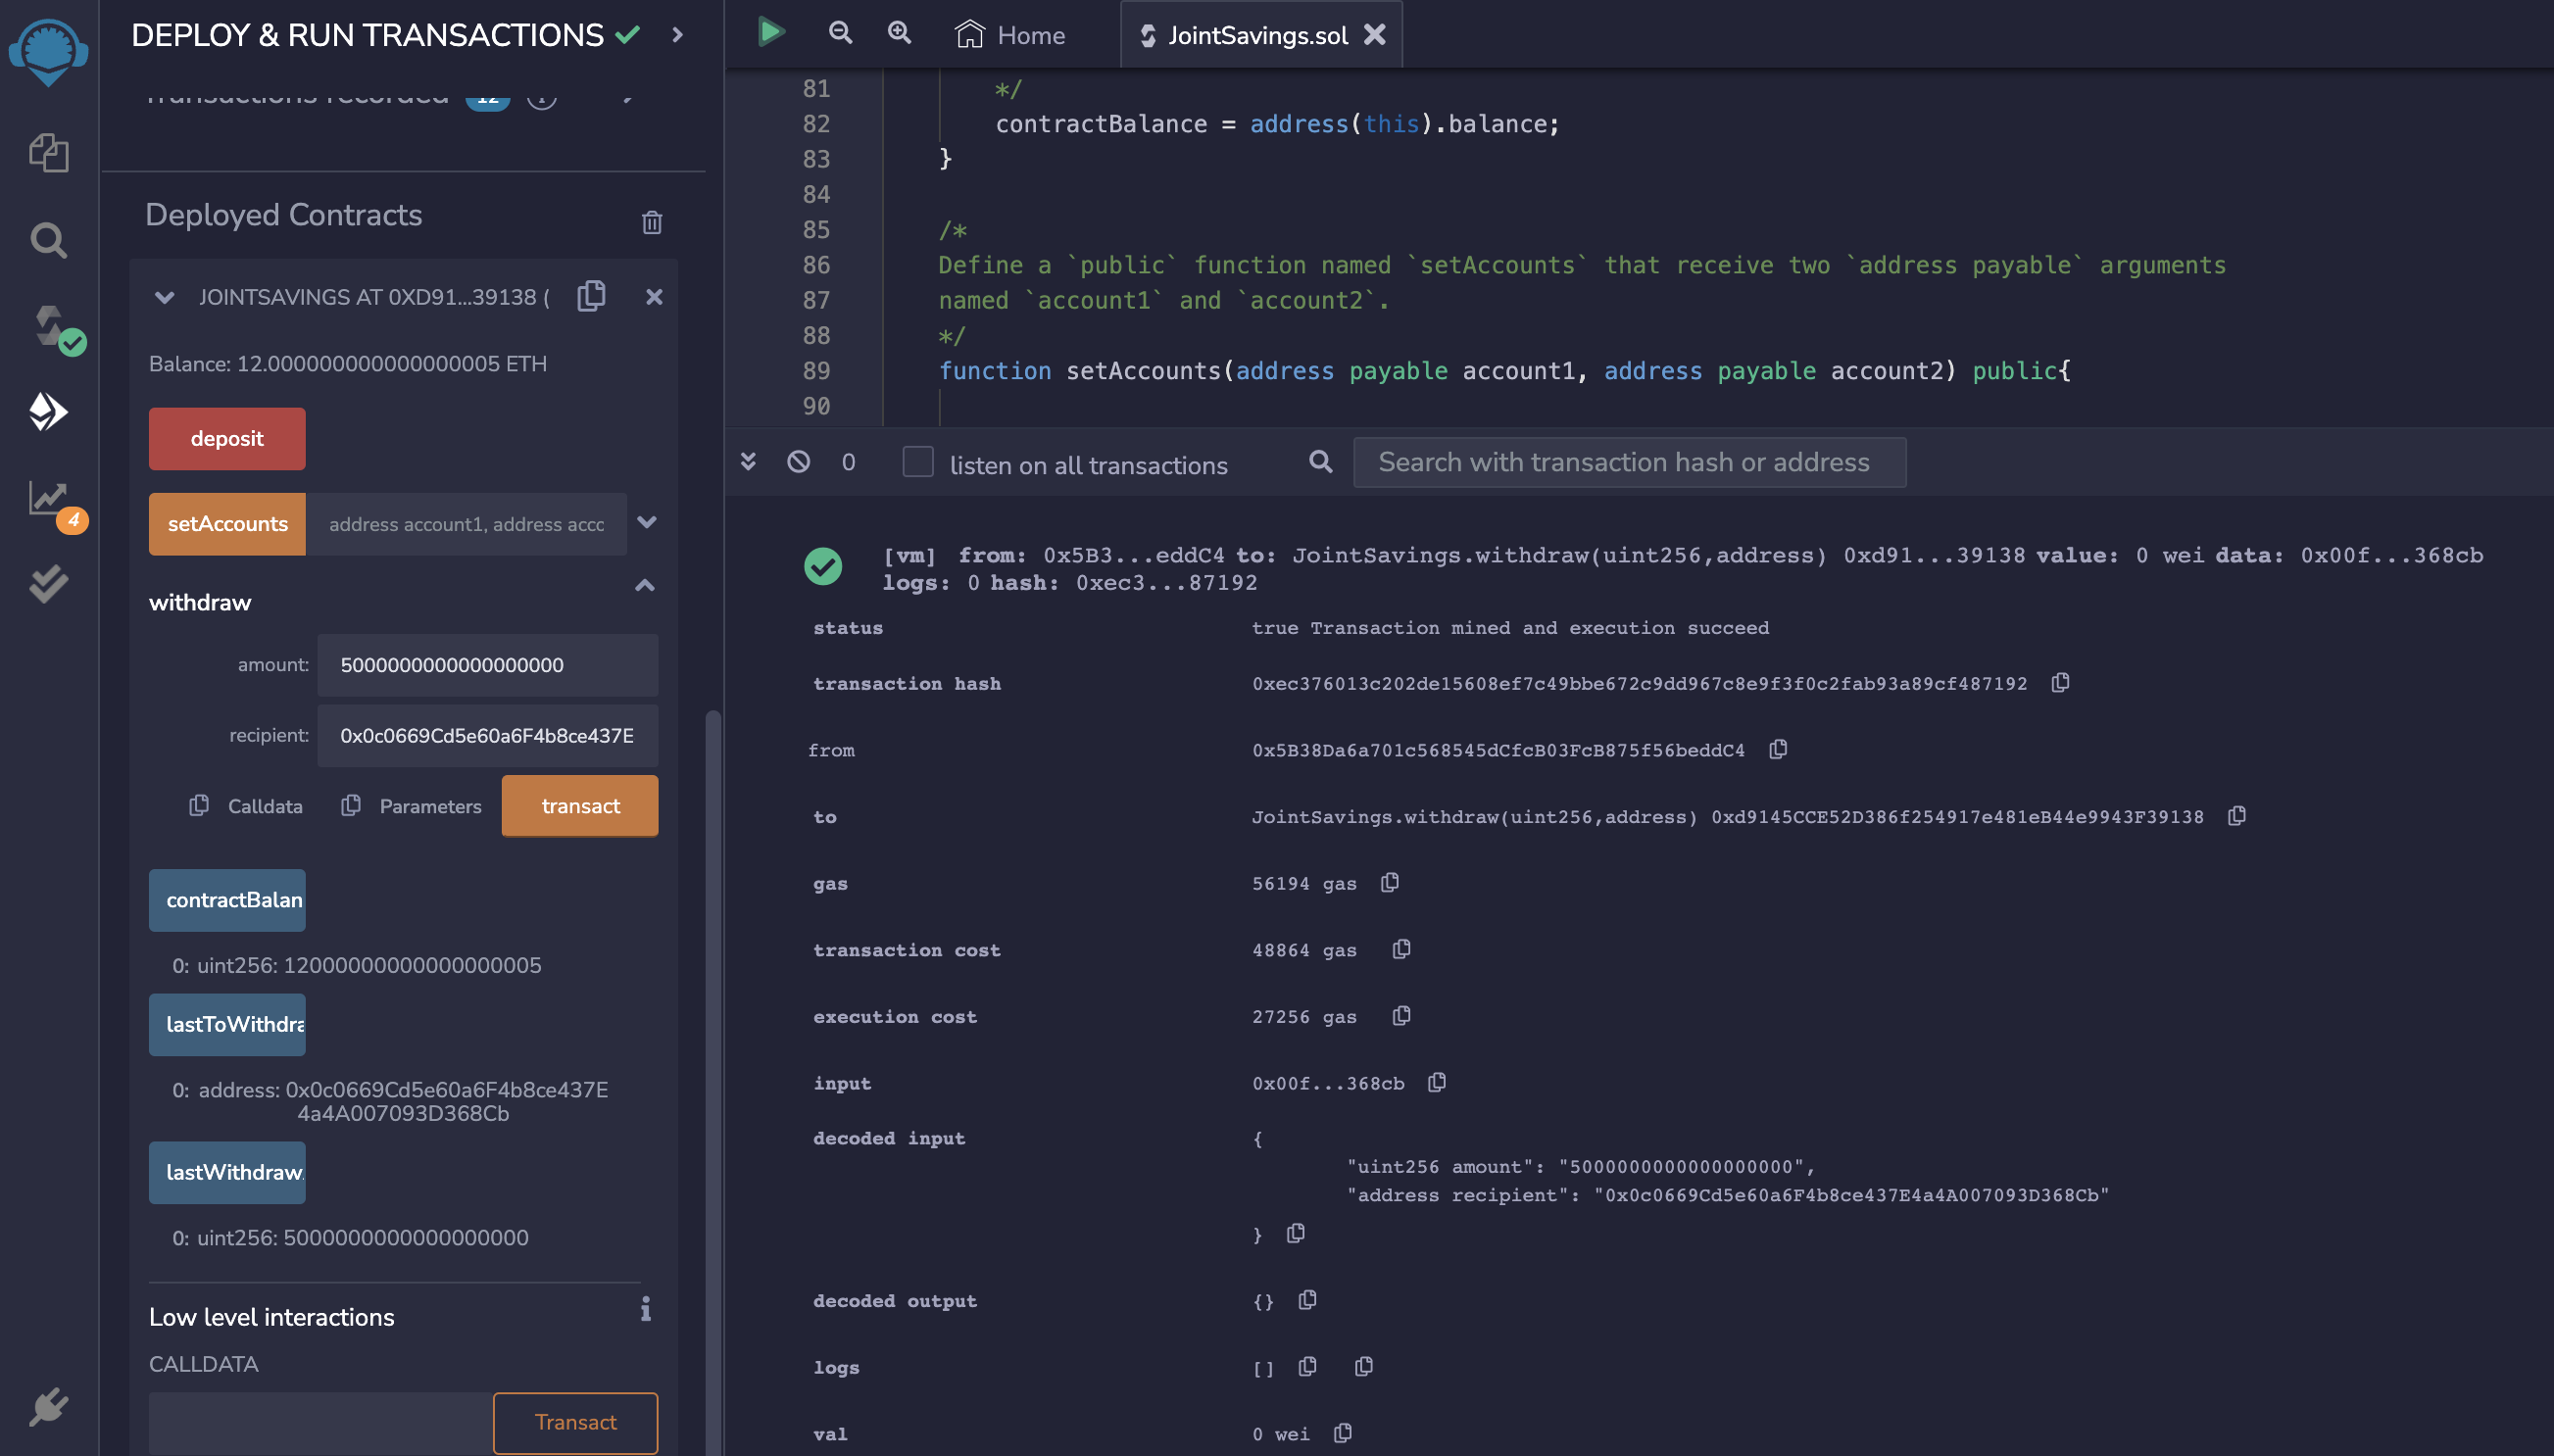 DEPLOY & RUN TRANSACTIONS
Transactions recorded 12 i
Deployed Contracts
JOINTSAVINGS AT 0XD91...39138 (
Balance: 12.000000000000000005 ETH
deposit
setAccounts address account1, address acco
withdraw
amount: 5000000000000000000
recipient: 0x0c0669Cd5e60a6F4b8ce437E
Calldata Parameters transact
contractBalan
0: uint256: 12000000000000000005
lastToWithdra
0: address: 0x0c0669Cd5e60a6F4b8ce437E
4a4A007093D368Cb
lastWithdraw
0: uint256: 5000000000000000000
Low level interactions
CALLDATA
Transact
4
Home JointSavings.sol
81 */
82 contractBalance = address(this).balance;
83 }
84
85 /*
86 Define a `public` function named `setAccounts` that receive two `address payable` arguments
87 named `account1` and `account2`.
88 */
89 function setAccounts(address payable account1, address payable account2) public{
90
0 listen on all transactions Search with transaction hash or address
[vm] from: 0x5B3...eddC4 to: JointSavings.withdraw(uint256,address) 0xd91...39138 value: 0 wei data: 0x00f...368cb
logs: 0 hash: 0xec3...87192
status true Transaction mined and execution succeed
transaction hash 0xec376013c202de15608ef7c49bbe672c9dd967c8e9f3f0c2fab93a89cf487192
from 0x5B38Da6a701c568545dCfcB03FcB875f56beddC4
to JointSavings.withdraw(uint256,address) 0xd9145CCE52D386f254917e481eB44e9943F39138
gas 56194 gas
transaction cost 48864 gas
execution cost 27256 gas
input 0x00f...368cb
decoded input {
"uint256 amount": "5000000000000000000",
"address recipient": "0x0c0669Cd5e60a6F4b8ce437E4a4A007093D368Cb"
}
decoded output {}
logs []
val 0 wei